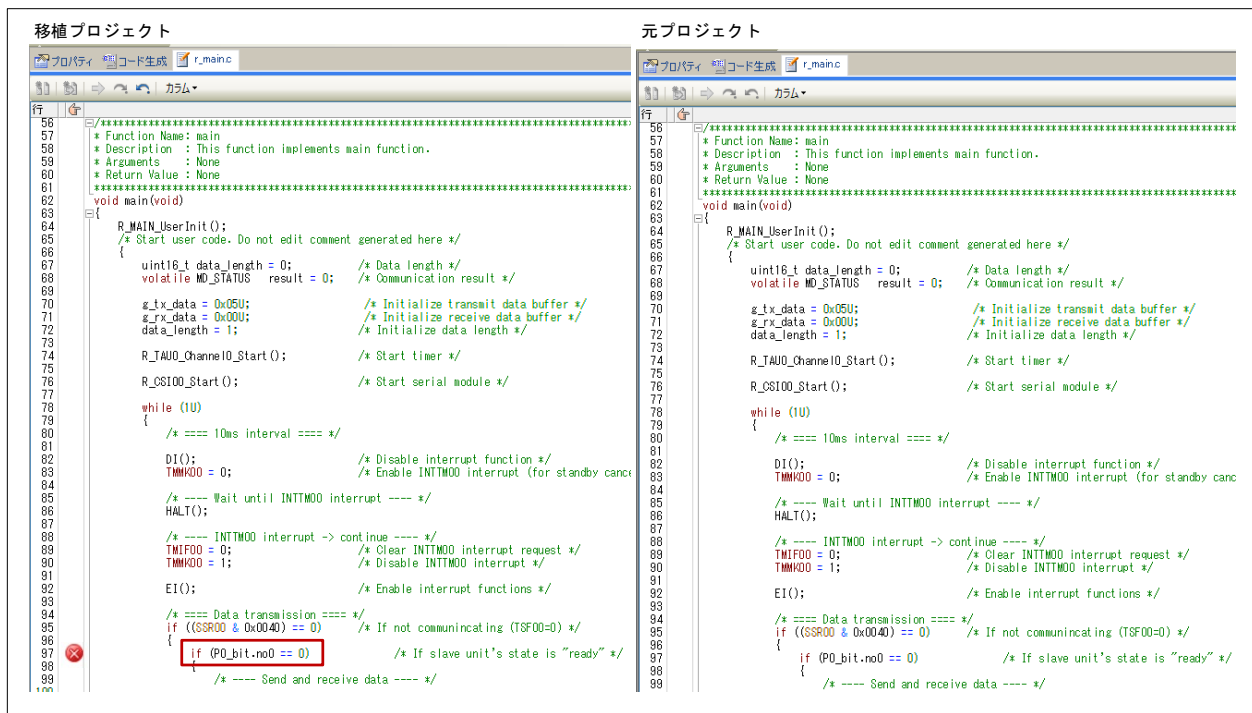 移植プロジェクト
プロパティ コード生成 r_main.c
カラム
行
56 /******************************************************************************
57 * Function Name: main
58 * Description  : This function implements main function.
59 * Arguments    : None
60 * Return Value : None
61 ******************************************************************************
62 void main(void)
63 {
64 R_MAIN_UserInit();
65 /* Start user code. Do not edit comment generated here */
66 {
67 uint16_t data_length = 0; /* Data length */
68 volatile MD_STATUS   result = 0; /* Communication result */
69
70 g_tx_data = 0x05U; /* Initialize transmit data buffer */
71 g_rx_data = 0x00U; /* Initialize receive data buffer */
72 data_length = 1; /* Initialize data length */
73
74 R_TAU0_Channel0_Start(); /* Start timer */
75
76 R_CSI00_Start(); /* Start serial module */
77
78 while (1U)
79 {
80 /* ==== 10ms interval ==== */
81
82 DI(); /* Disable interrupt function */
83 TMMK00 = 0; /* Enable INTTM00 interrupt (for standby cance
84
85 /* ---- Wait until INTTM00 interrupt ---- */
86 HALT();
87
88 /* ---- INTTM00 interrupt -> continue ---- */
89 TMIF00 = 0; /* Clear INTTM00 interrupt request */
90 TMMK00 = 1; /* Disable INTTM00 interrupt */
91
92 EI(); /* Enable interrupt functions */
93
94 /* ==== Data transmission ==== */
95 if ((SSR00 & 0x0040) == 0) /* If not communincating (TSF00=0) */
96 {
97 if (P0_bit.no0 == 0) /* If slave unit's state is "ready" */
98 {
99 /* ---- Send and receive data ---- */
100
元プロジェクト
プロパティ コード生成 r_main.c
カラム
行
56 /******************************************************************************
57 * Function Name: main
58 * Description  : This function implements main function.
59 * Arguments    : None
60 * Return Value : None
61 ******************************************************************************
62 void main(void)
63 {
64 R_MAIN_UserInit();
65 /* Start user code. Do not edit comment generated here */
66 {
67 uint16_t data_length = 0; /* Data length */
68 volatile MD_STATUS   result = 0; /* Communication result */
69
70 g_tx_data = 0x05U; /* Initialize transmit data buffer */
71 g_rx_data = 0x00U; /* Initialize receive data buffer */
72 data_length = 1; /* Initialize data length */
73
74 R_TAU0_Channel0_Start(); /* Start timer */
75
76 R_CSI00_Start(); /* Start serial module */
77
78 while (1U)
79 {
80 /* ==== 10ms interval ==== */
81
82 DI(); /* Disable interrupt function */
83 TMMK00 = 0; /* Enable INTTM00 interrupt (for standby canc
84
85 /* ---- Wait until INTTM00 interrupt ---- */
86 HALT();
87
88 /* ---- INTTM00 interrupt -> continue ---- */
89 TMIF00 = 0; /* Clear INTTM00 interrupt request */
90 TMMK00 = 1; /* Disable INTTM00 interrupt */
91
92 EI(); /* Enable interrupt functions */
93
94 /* ==== Data transmission ==== */
95 if ((SSR00 & 0x0040) == 0) /* If not communincating (TSF00=0) */
96 {
97 if (P0_bit.no0 == 0) /* If slave unit's state is "ready" */
98 {
99 /* ---- Send and receive data ---- */